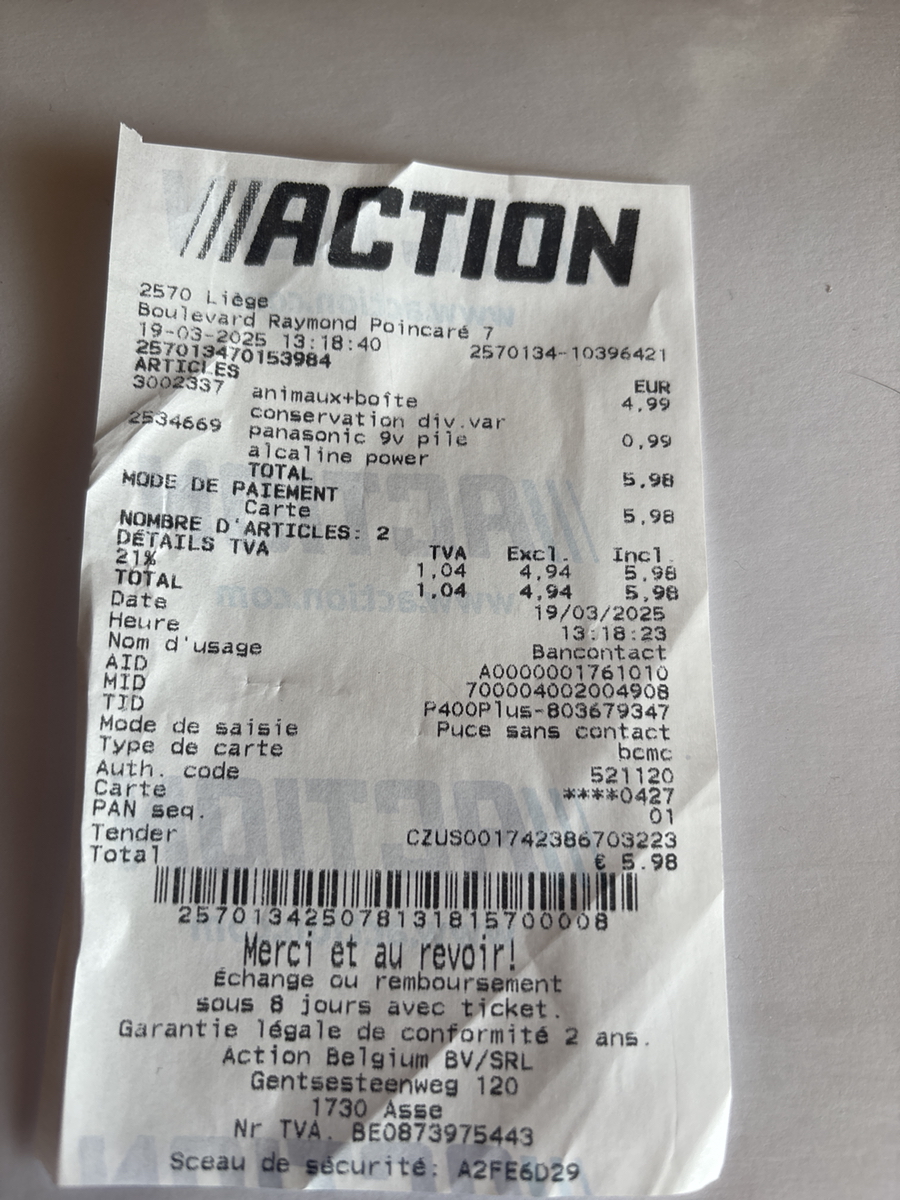 ///ACTION
2570 Liège
Boulevard Raymond Poincaré 7
19-03-2025 13:18:40 2570134-10396421
257013470153984
ARTICLES EUR
3002337 animaux+boîte 4,99
conservation div.var
2534669 panasonic 9v pile 0,99
alcaline power
TOTAL 5,98
MODE DE PAIEMENT
Carte 5,98
NOMBRE D'ARTICLES: 2
DÉTAILS TVA TVA Excl. Incl.
21% 1,04 4,94 5,98
TOTAL 1,04 4,94 5,98
Date 19/03/2025
Heure 13:18:23
Nom d'usage Bancontact
AID A0000001761010
MID 700004002004908
TID P400Plus-803679347
Mode de saisie Puce sans contact
Type de carte bcmc
Auth. code 521120
Carte ****0427
PAN seq. 01
Tender CZUS001742386703223
Total € 5.98
257013425078131815700008
Merci et au revoir!
Échange ou remboursement
sous 8 jours avec ticket.
Garantie légale de conformité 2 ans.
Action Belgium BV/SRL
Gentsesteenweg 120
1730 Asse
Nr TVA. BE0873975443
Sceau de sécurité: A2FE6D29